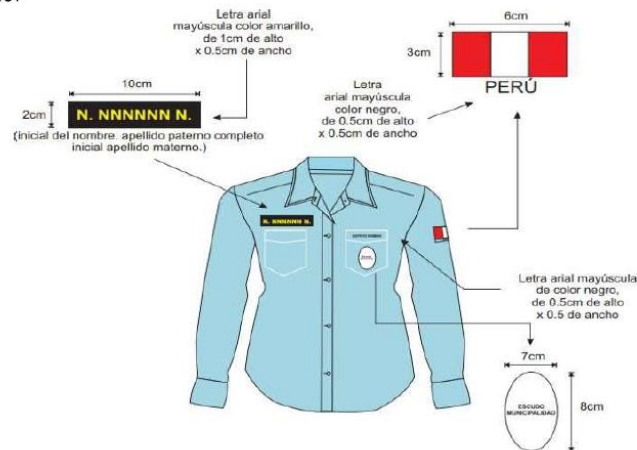 Letra arial
mayúscula color amarillo,
de 1cm de alto
x 0.5cm de ancho
6cm
3cm
PERÚ
10cm
2cm
N. NNNNNN N.
(inicial del nombre. apellido paterno completo
inicial apellido materno.)
Letra
arial mayúscula
color negro,
de 0.5cm de alto
x 0.5cm de ancho
N. NNNNNN N.
Letra arial mayúscula
de color negro,
de 0.5cm de alto
x 0.5 de ancho
7cm
8cm
ESCUDO
MUNICIPALIDAD